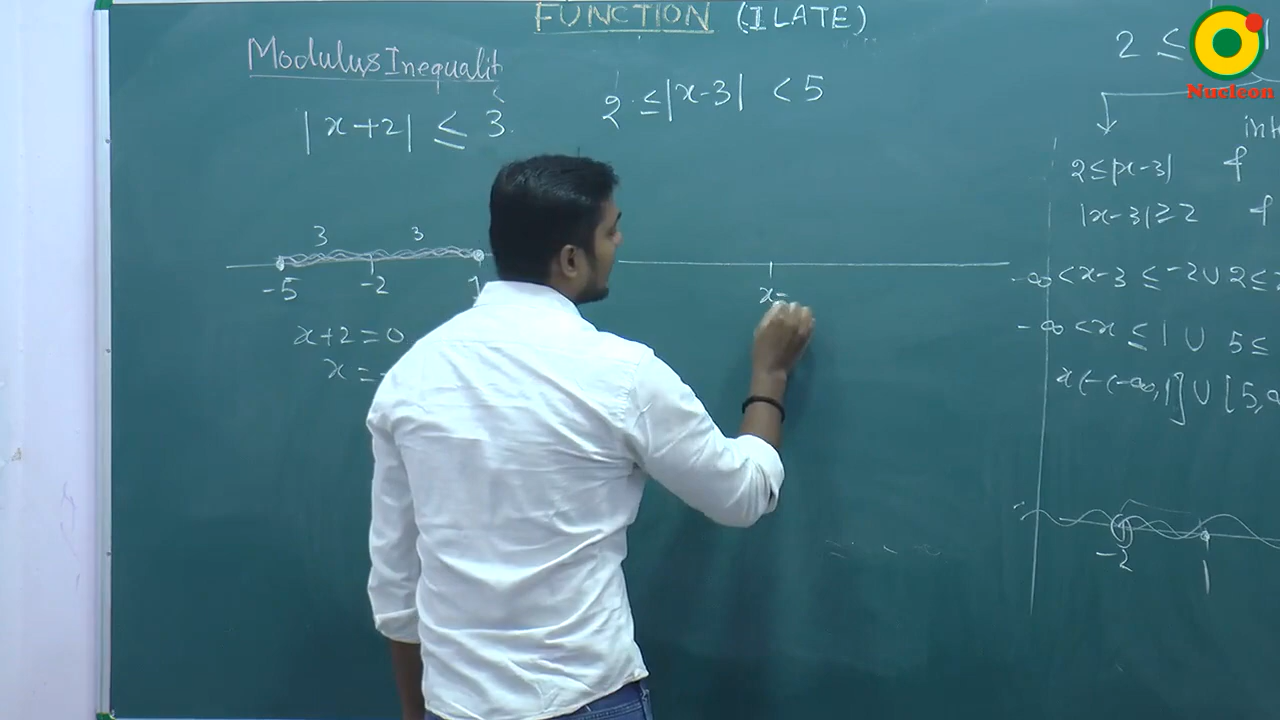 FUNCTION (ILATE)
Modulus Inequalit
|x+2| ≤ 3
2 ≤ |x-3| < 5
3 3
-5 -2 1
x+2=0
x =
x=
2 ≤
Nucleon
int
2≤|x-3| &
|x-3| ≥ 2
-∞ < x-3 ≤ -2 ∪ 2 ≤
-∞ < x ≤ 1 ∪ 5 ≤
x ∈ (-∞,1] ∪ [5,∞
-2 1